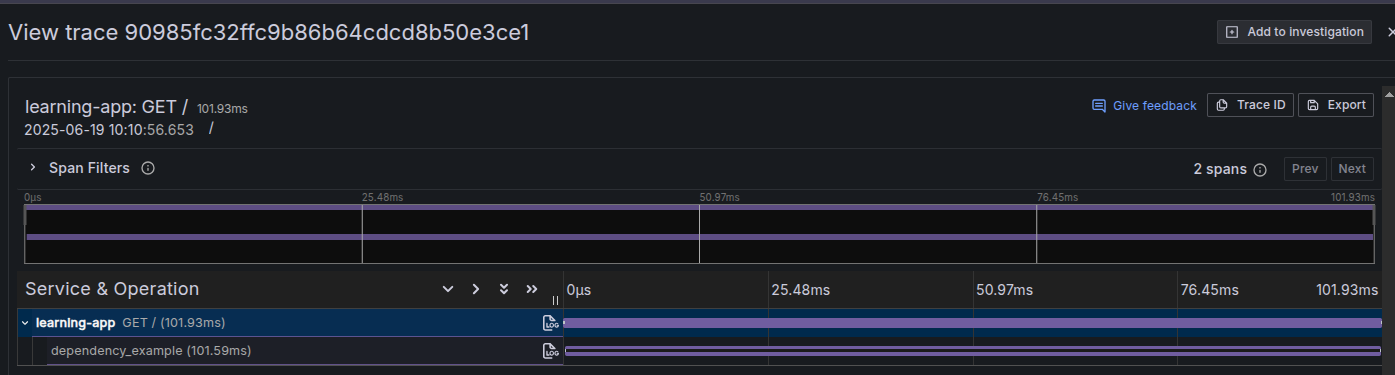 View trace 90985fc32ffc9b86b64cdcd8b50e3ce1 Add to investigation
learning-app: GET / 101.93ms Give feedback Trace ID Export
2025-06-19 10:10:56.653 /
Span Filters 2 spans Prev Next
0μs 25.48ms 50.97ms 76.45ms 101.93ms
Service & Operation 0μs 25.48ms 50.97ms 76.45ms 101.93ms
learning-app GET / (101.93ms) LOG
dependency_example (101.59ms) LOG